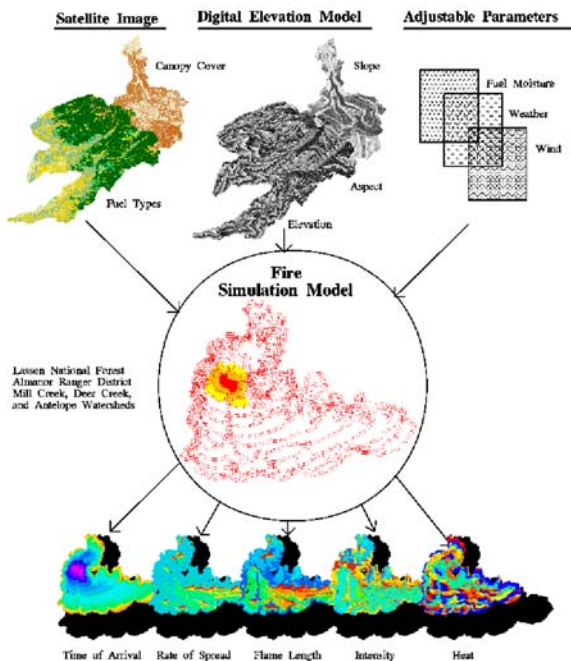 Satellite Image
Digital Elevation Model
Adjustable Parameters
Canopy Cover
Fuel Types
Slope
Aspect
Elevation
Fuel Moisture
Weather
Wind
Fire
Simulation Model
Lassen National Forest
Almanor Ranger District
Mill Creek, Deer Creek,
and Antelope Watersheds
Time of Arrival
Rate of Spread
Flame Length
Intensity
Heat